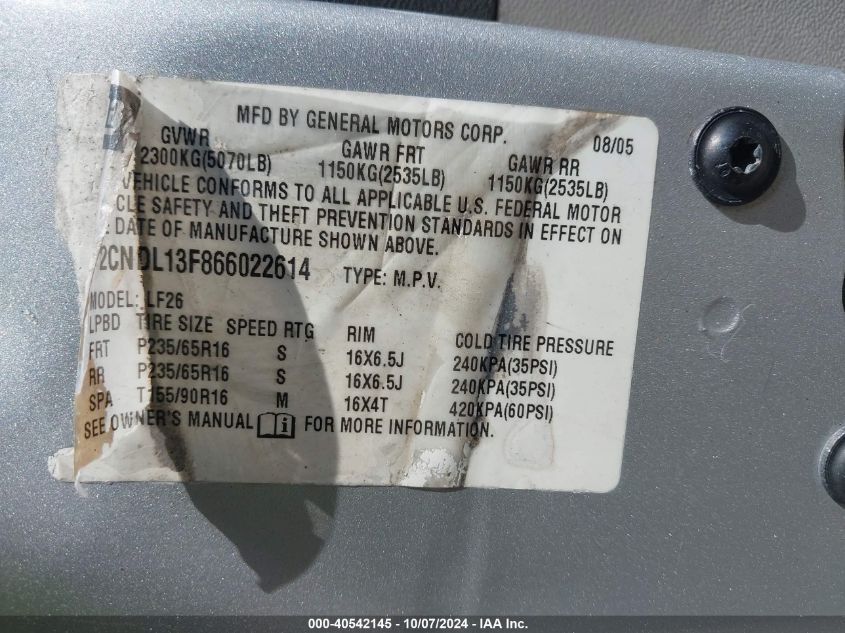 MFD BY GENERAL MOTORS CORP. 08/05
GVWR GAWR FRT GAWR RR
2300KG(5070LB) 1150KG(2535LB) 1150KG(2535LB)
VEHICLE CONFORMS TO ALL APPLICABLE U.S. FEDERAL MOTOR
CLE SAFETY AND THEFT PREVENTION STANDARDS IN EFFECT ON
DATE OF MANUFACTURE SHOWN ABOVE.
2CNDL13F866022614 TYPE: M.P.V.
MODEL: LF26
LPBD TIRE SIZE SPEED RTG RIM COLD TIRE PRESSURE
FRT P235/65R16 S 16X6.5J 240KPA(35PSI)
RR P235/65R16 S 16X6.5J 240KPA(35PSI)
SPA T155/90R16 M 16X4T 420KPA(60PSI)
SEE OWNER'S MANUAL FOR MORE INFORMATION.
000-40542145 - 10/07/2024 - IAA Inc.